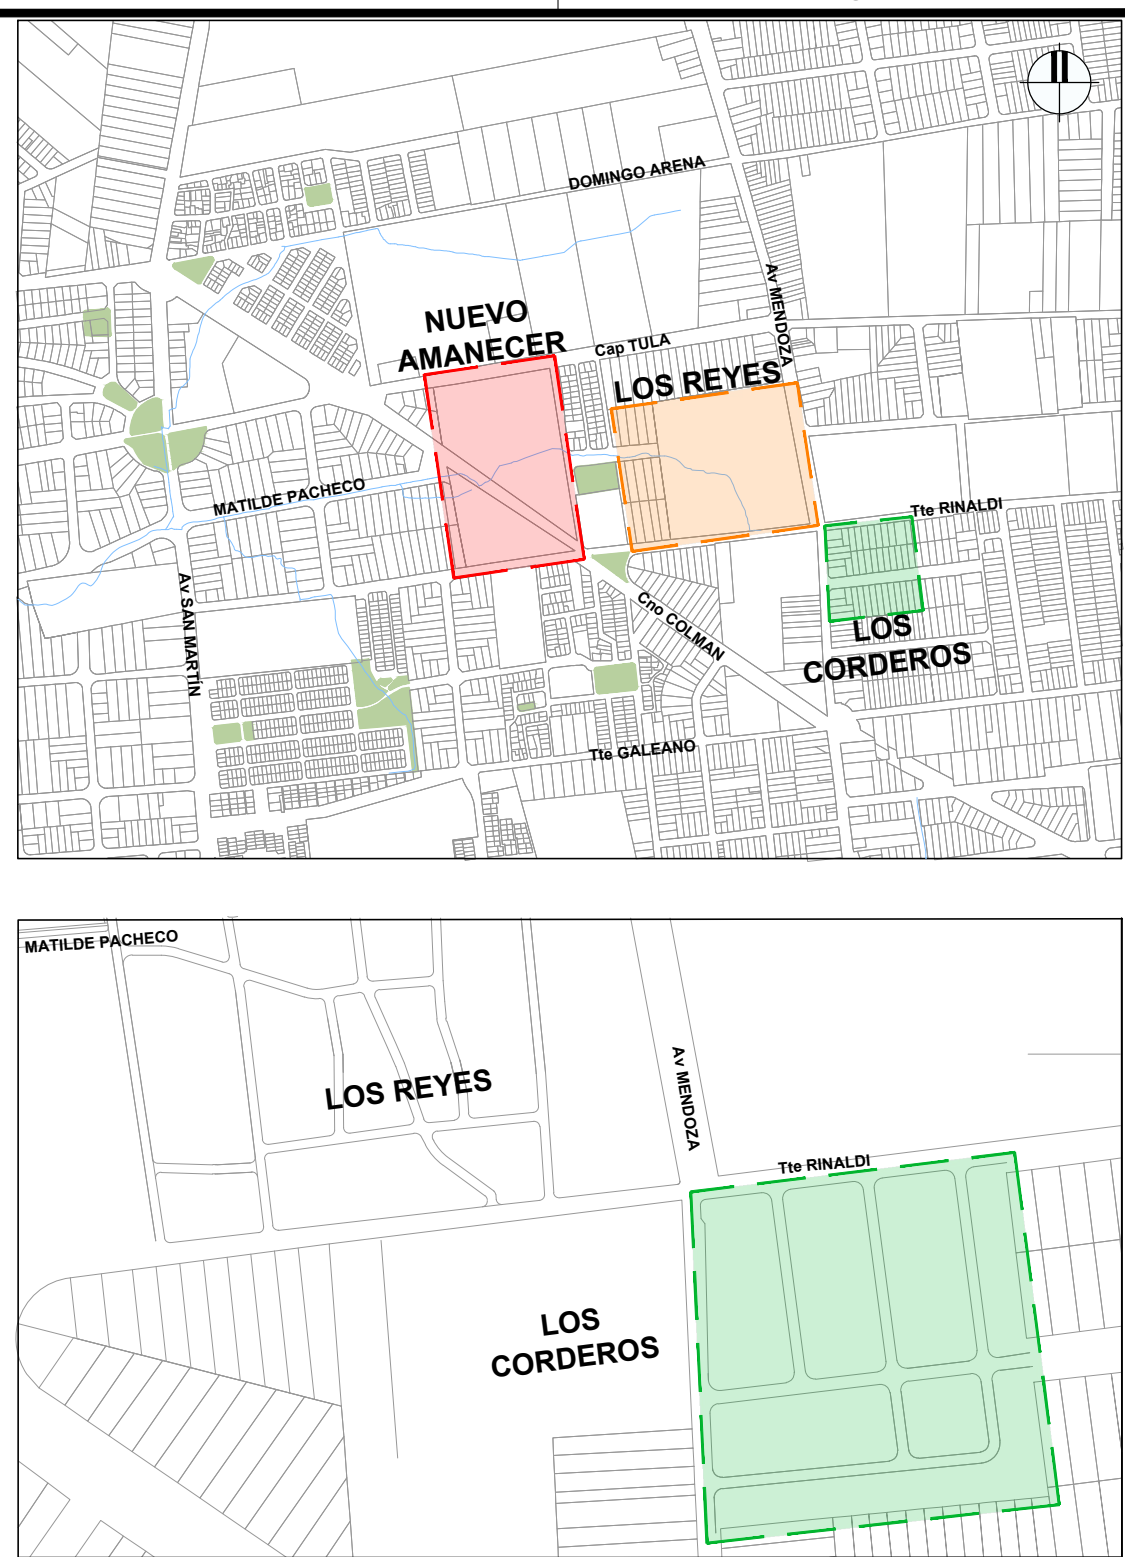 DOMINGO ARENA
Av MENDOZA
NUEVO
AMANECER
Cap TULA
LOS REYES
MATILDE PACHECO
Tte RINALDI
Av SAN MARTÍN
Cno COLMAN
LOS
CORDEROS
Tte GALEANO
MATILDE PACHECO
LOS REYES
Av MENDOZA
Tte RINALDI
LOS
CORDEROS